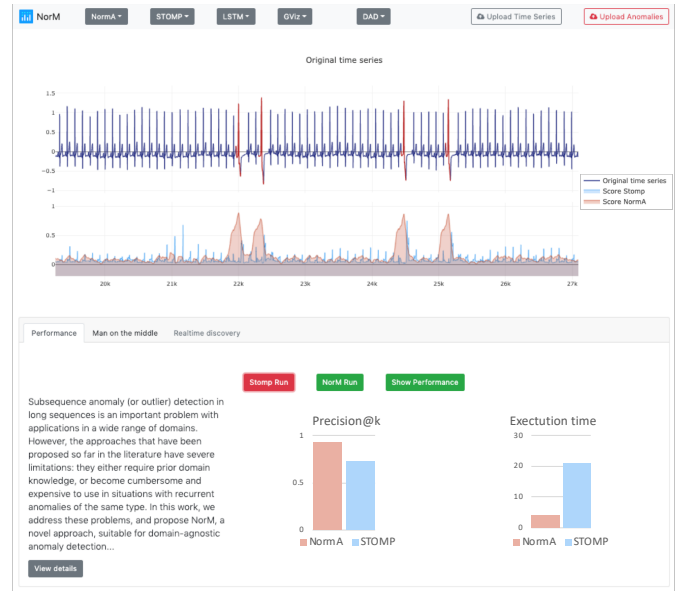 NorM
NormA
STOMP
LSTM
GViz
DAD
Upload Time Series
Upload Anomalies
Original time series
1.5
1
0.5
0
−0.5
−1
Original time series
Score Stomp
Score NormA
1
0.5
0
20k
21k
22k
23k
24k
25k
26k
27k
Performance
Man on the middle
Realtime discovery
Stomp Run
NorM Run
Show Performance
Subsequence anomaly (or outlier) detection in
long sequences is an important problem with
applications in a wide range of domains.
However, the approaches that have been
proposed so far in the literature have severe
limitations: they either require prior domain
knowledge, or become cumbersome and
expensive to use in situations with recurrent
anomalies of the same type. In this work, we
address these problems, and propose NorM, a
novel approach, suitable for domain-agnostic
anomaly detection...
View details
Precision@k
1
0.5
0
NormA
STOMP
Exectution time
30
20
10
0
NormA
STOMP